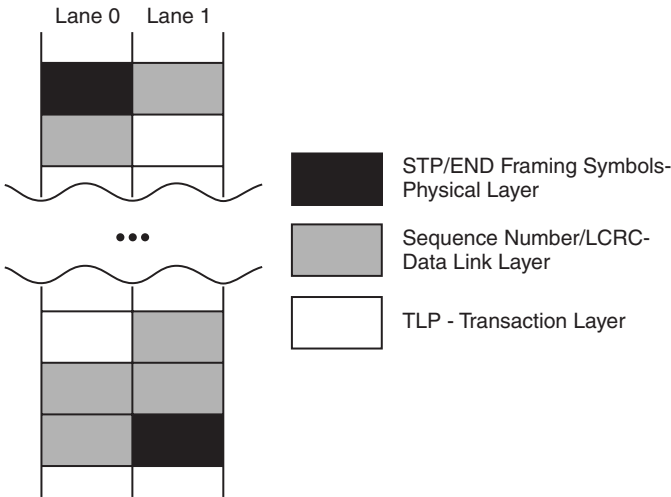 Lane 0 Lane 1
STP/END Framing Symbols-
Physical Layer
Sequence Number/LCRC-
Data Link Layer
TLP - Transaction Layer